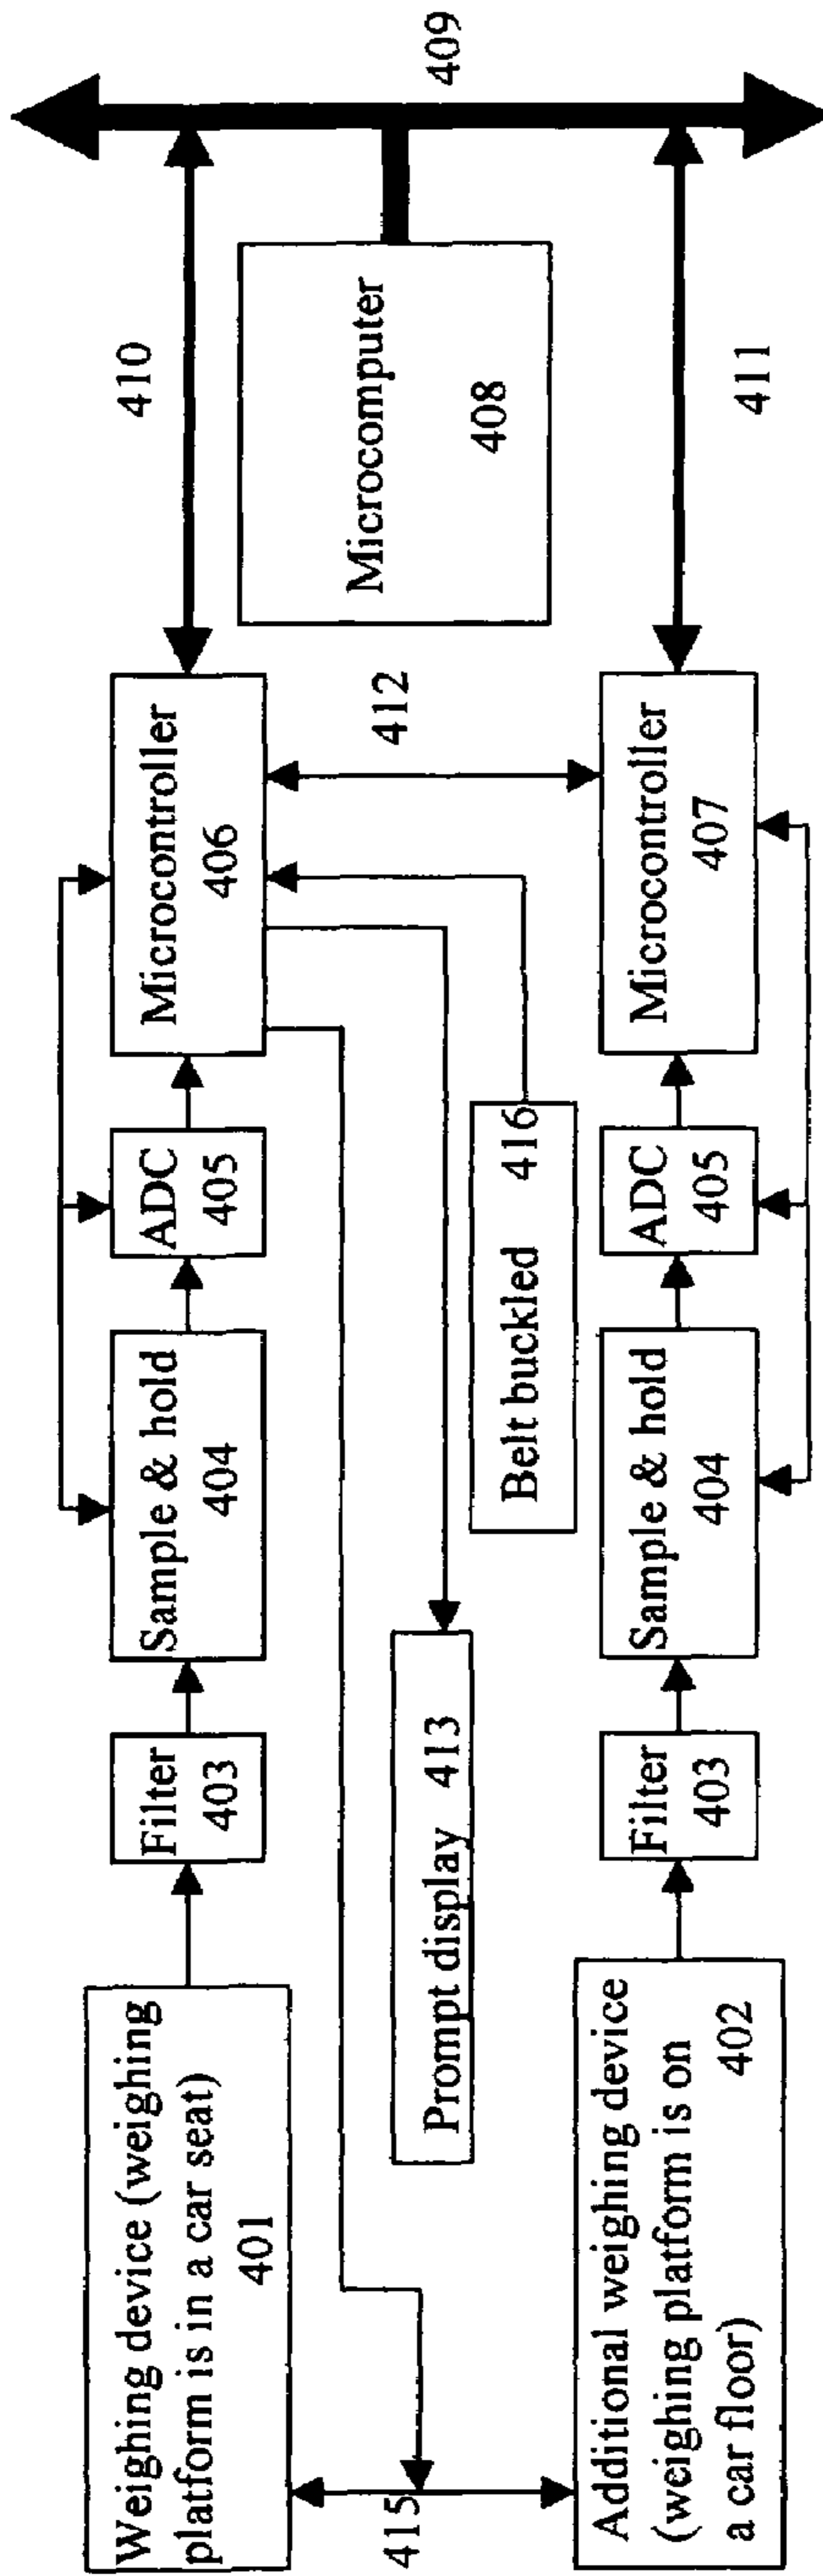 Weighing device (weighing
platform is in a car seat)
401
Filter
403
Sample & hold
404
ADC
405
Microcontroller
406
410
409
Microcomputer
408
412
Prompt display 413
Belt buckled 416
415
Additional weighing device
(weighing platform is on
a car floor)
402
Filter
403
Sample & hold
404
ADC
405
Microcontroller
407
411